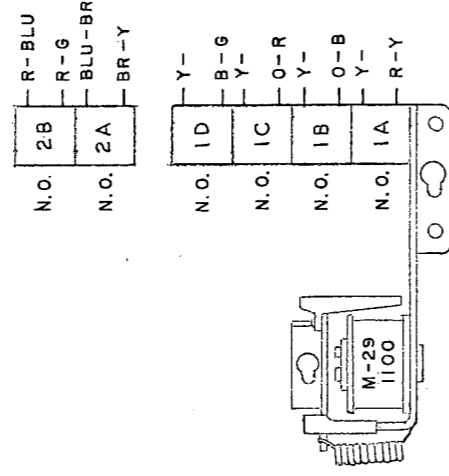 R-BLU
R-G
BLU-BR
BR-Y
Y-
B-G
Y-
O-R
Y-
O-B
Y-
R-Y
2B
2A
1D
1C
1B
1A
N.O.
N.O.
N.O.
N.O.
N.O.
N.O.
M-29
1100